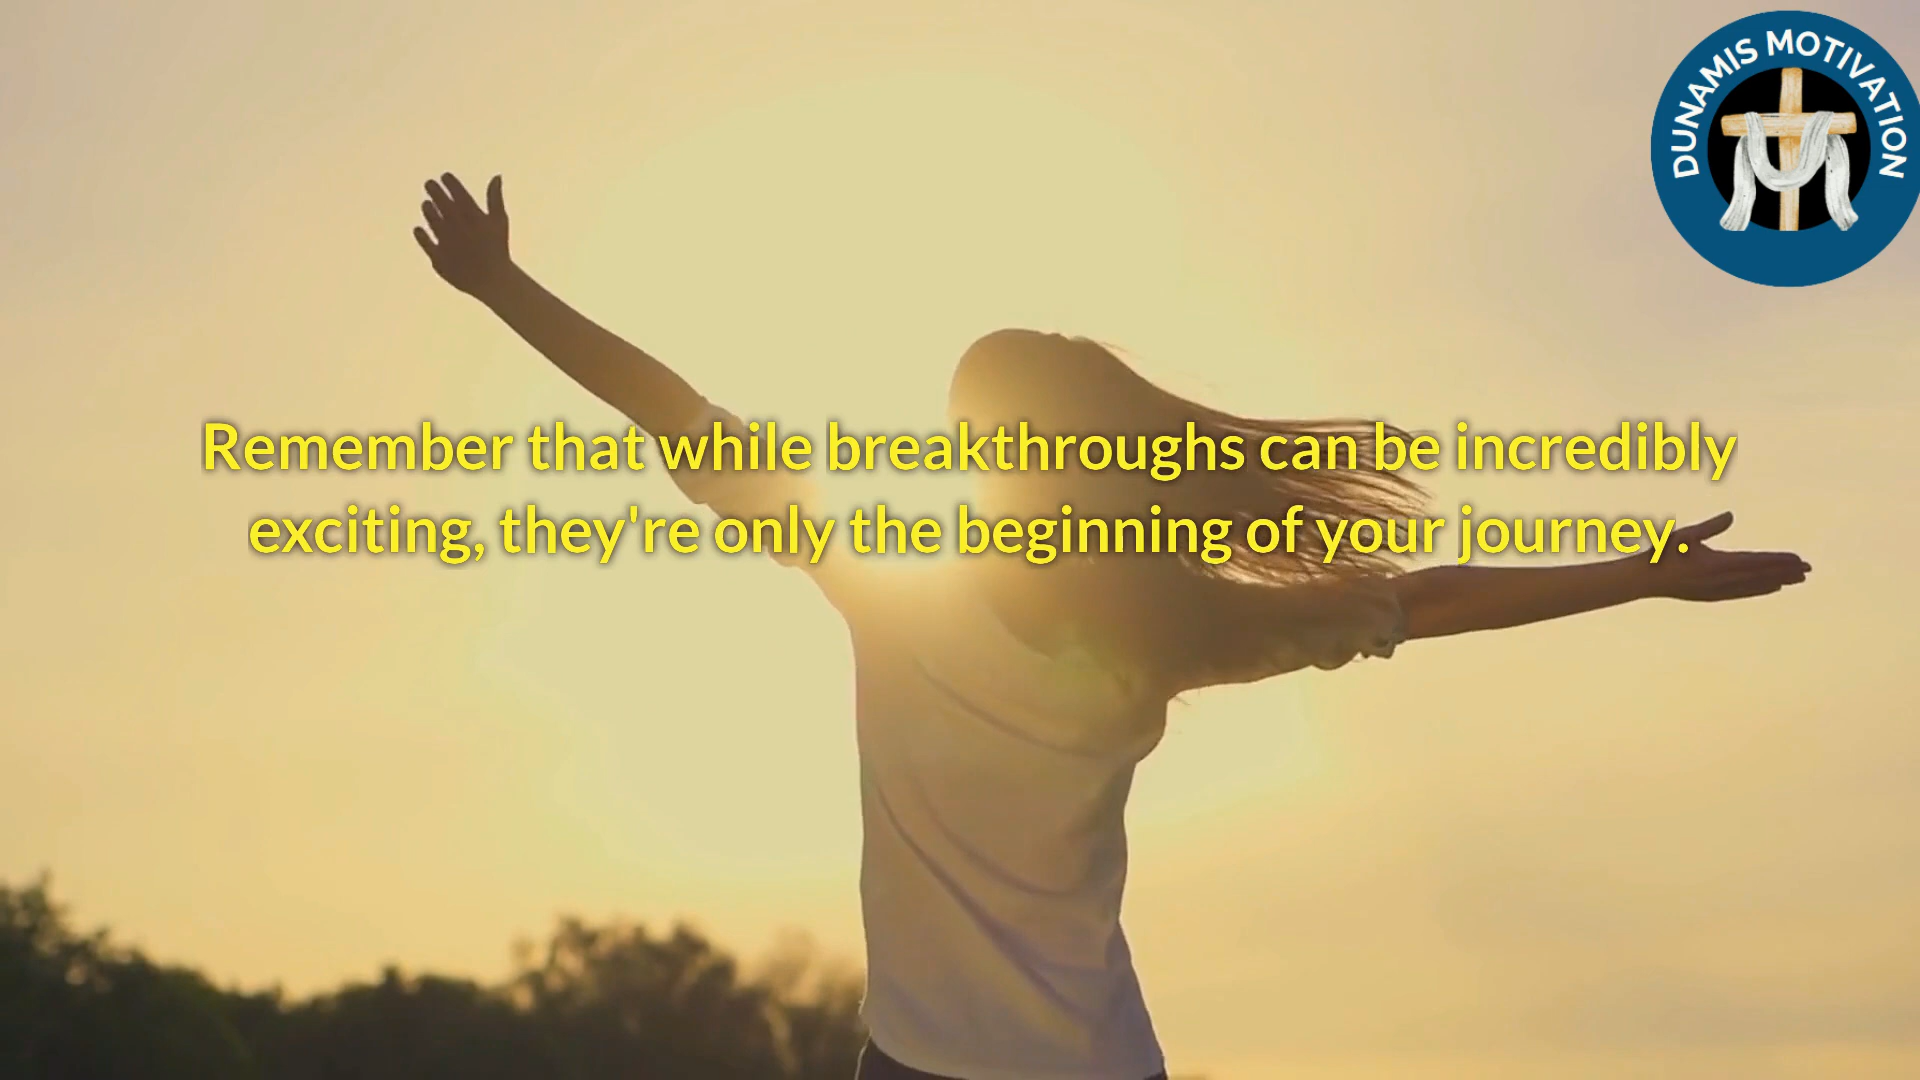 DUNAMIS MOTIVATION
Remember that while breakthroughs can be incredibly
exciting, they're only the beginning of your journey.